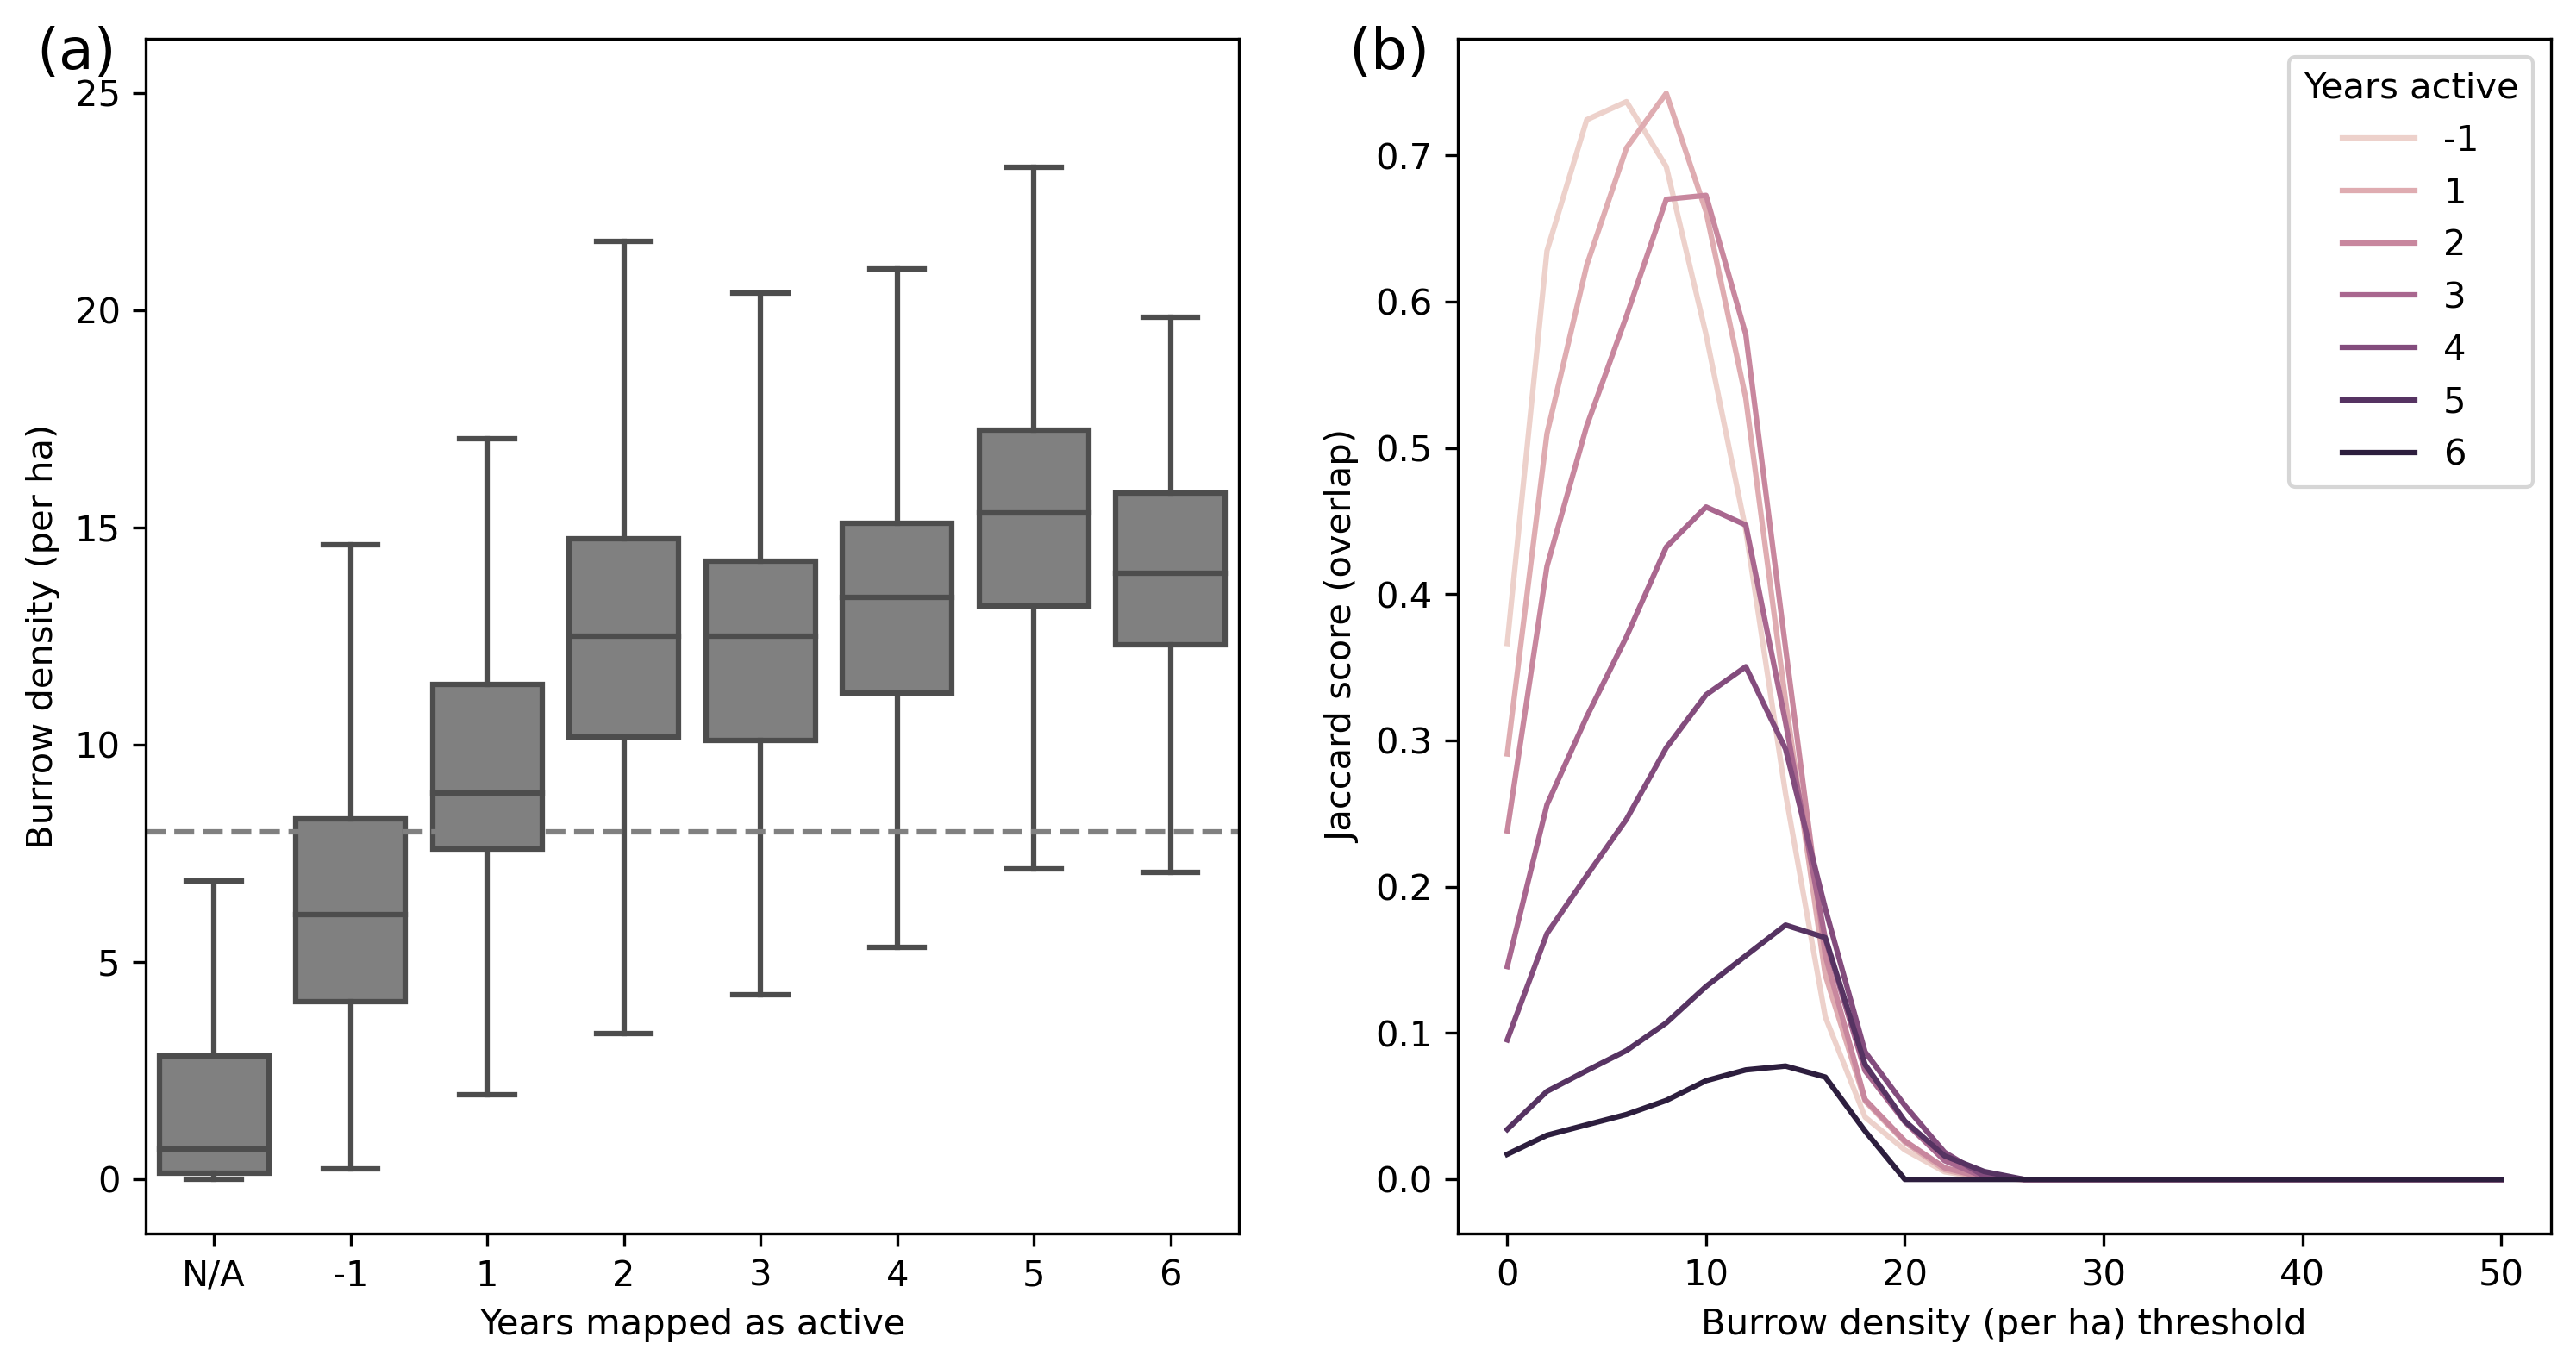 (a)
25
20
15
10
5
0
Burrow density (per ha)
N/A -1 1 2 3 4 5 6
Years mapped as active
(b)
0.7
0.6
0.5
0.4
0.3
0.2
0.1
0.0
Jaccard score (overlap)
0 10 20 30 40 50
Burrow density (per ha) threshold
Years active
-1
1
2
3
4
5
6